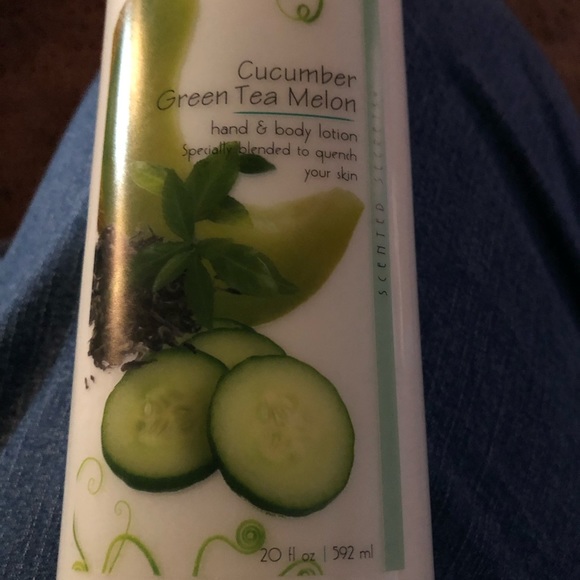 Cucumber
Green Tea Melon
hand & body lotion
Specially blended to quench
your skin
SCENTED
20 fl oz | 592 ml